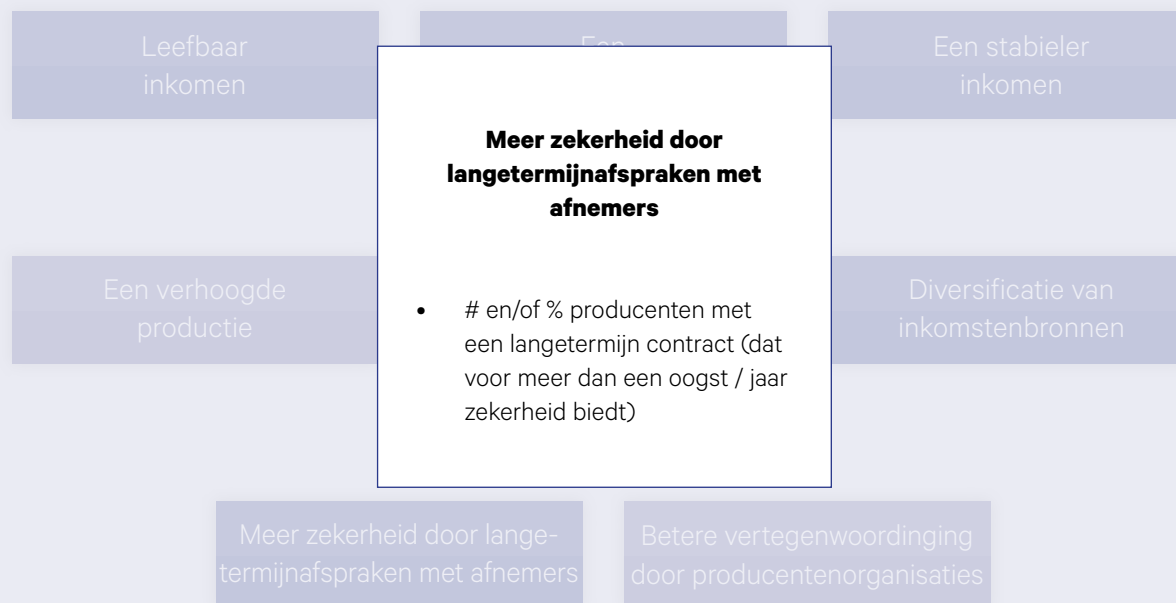 Leefbaar
inkomen
Een
Een stabieler
inkomen
Meer zekerheid door
langetermijnafspraken met
afnemers
• # en/of % producenten met
een langetermijn contract (dat
voor meer dan een oogst / jaar
zekerheid biedt)
Een verhoogde
productie
Diversificatie van
inkomstenbronnen
Meer zekerheid door lange-
termijnafspraken met afnemers
Betere vertegenwoordinging
door producentenorganisaties